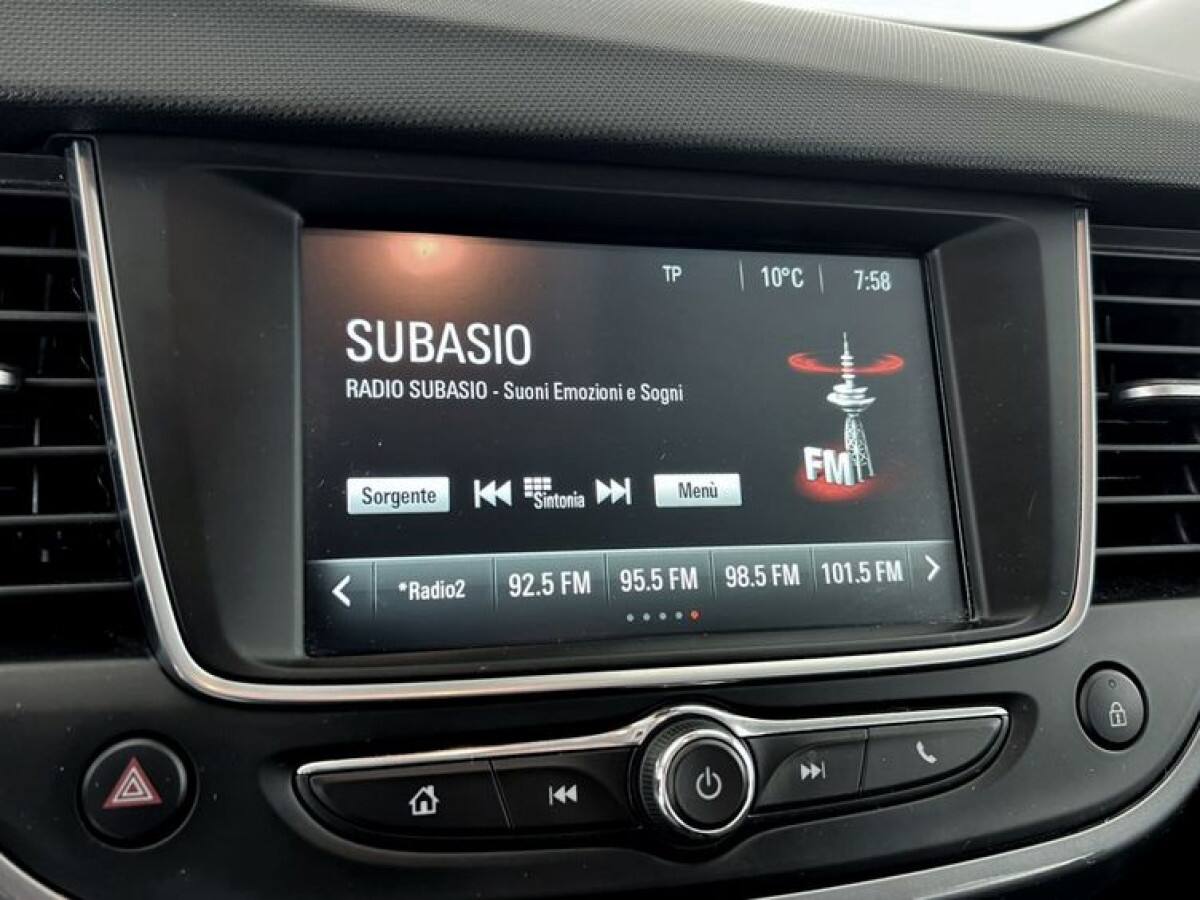 TP 10°C 7:58
SUBASIO
RADIO SUBASIO - Suoni Emozioni e Sogni
FM
Sorgente Sintonia Menù
*Radio2 92.5 FM 95.5 FM 98.5 FM 101.5 FM